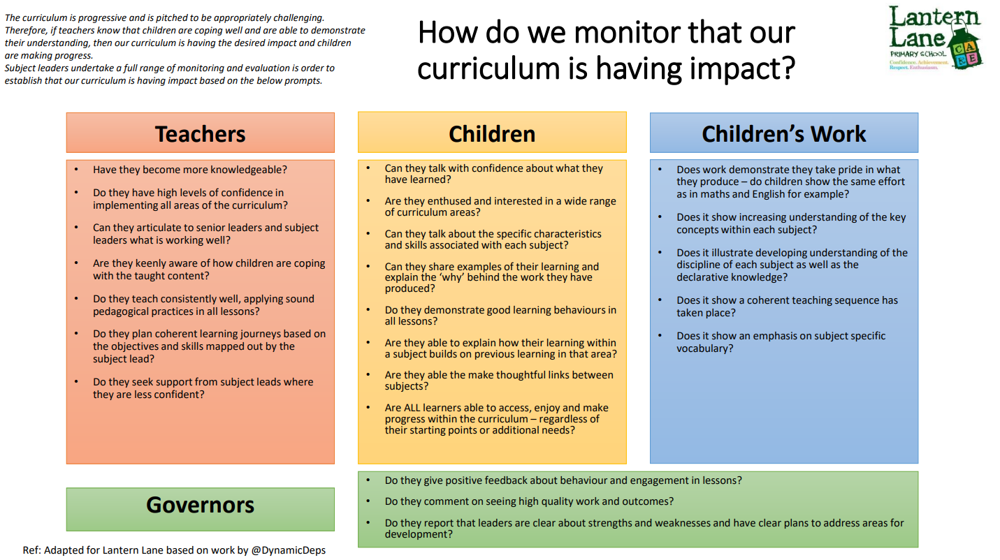 The curriculum is progressive and is pitched to be appropriately challenging.
Therefore, if teachers know that children are coping well and are able to demonstrate
their understanding, then our curriculum is having the desired impact and children
are making progress.
Subject leaders undertake a full range of monitoring and evaluation is order to
establish that our curriculum is having impact based on the below prompts.
How do we monitor that our
curriculum is having impact?
Lantern
Lane
PRIMARY SCHOOL
CARE
Confidence. Achievement.
Respect. Enthusiasm.
Teachers
• Have they become more knowledgeable?
• Do they have high levels of confidence in
implementing all areas of the curriculum?
• Can they articulate to senior leaders and subject
leaders what is working well?
• Are they keenly aware of how children are coping
with the taught content?
• Do they teach consistently well, applying sound
pedagogical practices in all lessons?
• Do they plan coherent learning journeys based on
the objectives and skills mapped out by the
subject lead?
• Do they seek support from subject leads where
they are less confident?
Children
• Can they talk with confidence about what they
have learned?
• Are they enthused and interested in a wide range
of curriculum areas?
• Can they talk about the specific characteristics
and skills associated with each subject?
• Can they share examples of their learning and
explain the ‘why’ behind the work they have
produced?
• Do they demonstrate good learning behaviours in
all lessons?
• Are they able to explain how their learning within
a subject builds on previous learning in that area?
• Are they able the make thoughtful links between
subjects?
• Are ALL learners able to access, enjoy and make
progress within the curriculum – regardless of
their starting points or additional needs?
Children’s Work
• Does work demonstrate they take pride in what
they produce – do children show the same effort
as in maths and English for example?
• Does it show increasing understanding of the key
concepts within each subject?
• Does it illustrate developing understanding of the
discipline of each subject as well as the
declarative knowledge?
• Does it show a coherent teaching sequence has
taken place?
• Does it show an emphasis on subject specific
vocabulary?
Governors
• Do they give positive feedback about behaviour and engagement in lessons?
• Do they comment on seeing high quality work and outcomes?
• Do they report that leaders are clear about strengths and weaknesses and have clear plans to address areas for
development?
Ref: Adapted for Lantern Lane based on work by @DynamicDeps